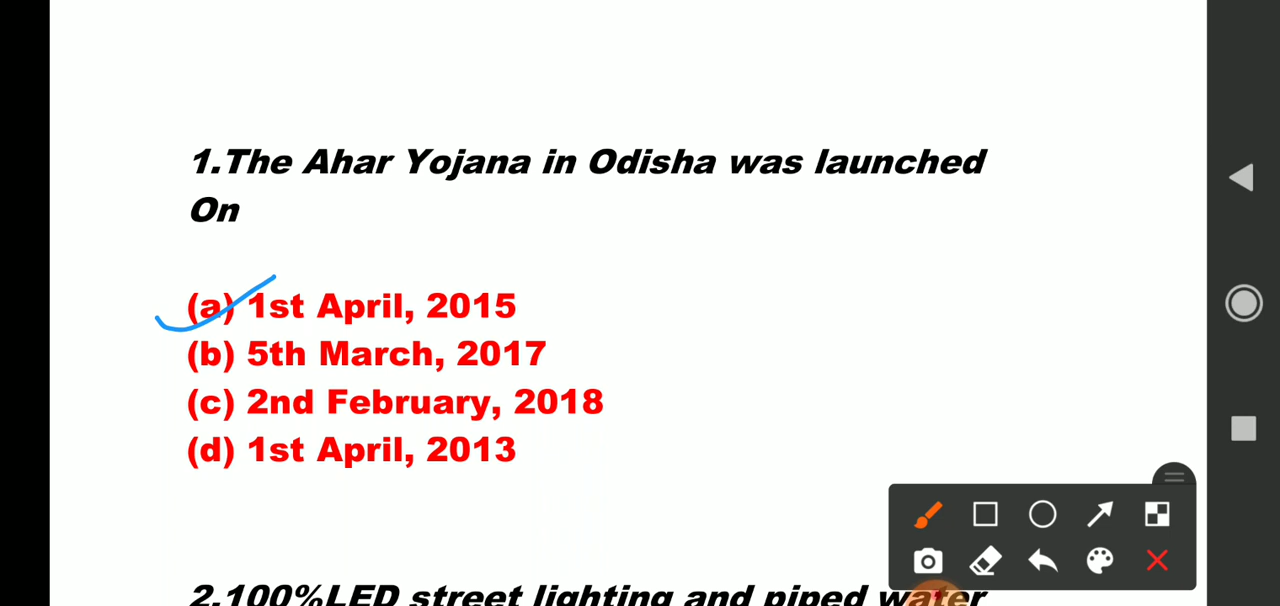 1.The Ahar Yojana in Odisha was launched
On
(a) 1st April, 2015
(b) 5th March, 2017
(c) 2nd February, 2018
(d) 1st April, 2013
2.100%LED street lighting and piped water